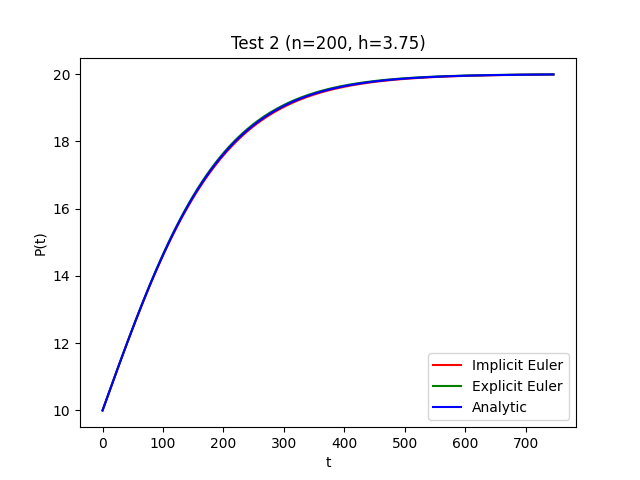 Test 2 (n=200, h=3.75)
20
18
16
14
12
10
P(t)
0 100 200 300 400 500 600 700
t
Implicit Euler
Explicit Euler
Analytic